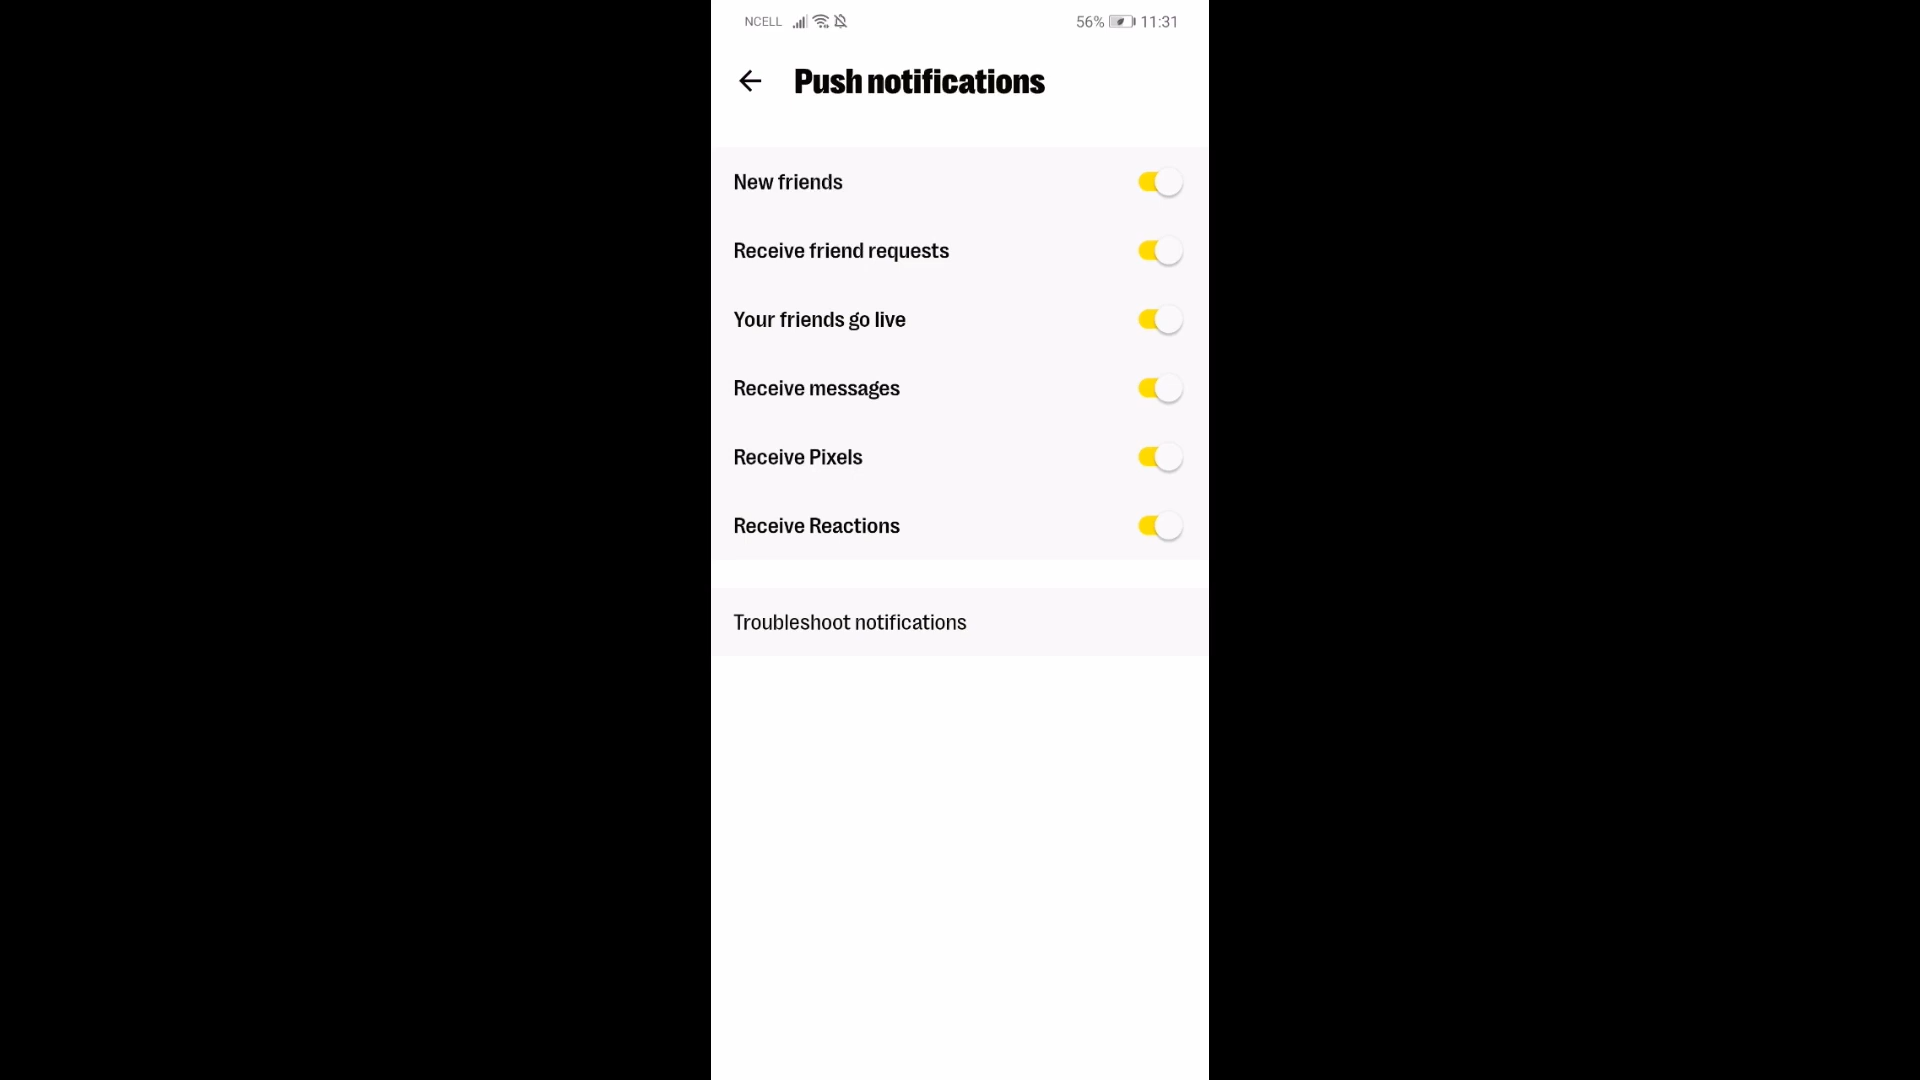 NCELL 56% 11:31
Push notifications
New friends
Receive friend requests
Your friends go live
Receive messages
Receive Pixels
Receive Reactions
Troubleshoot notifications